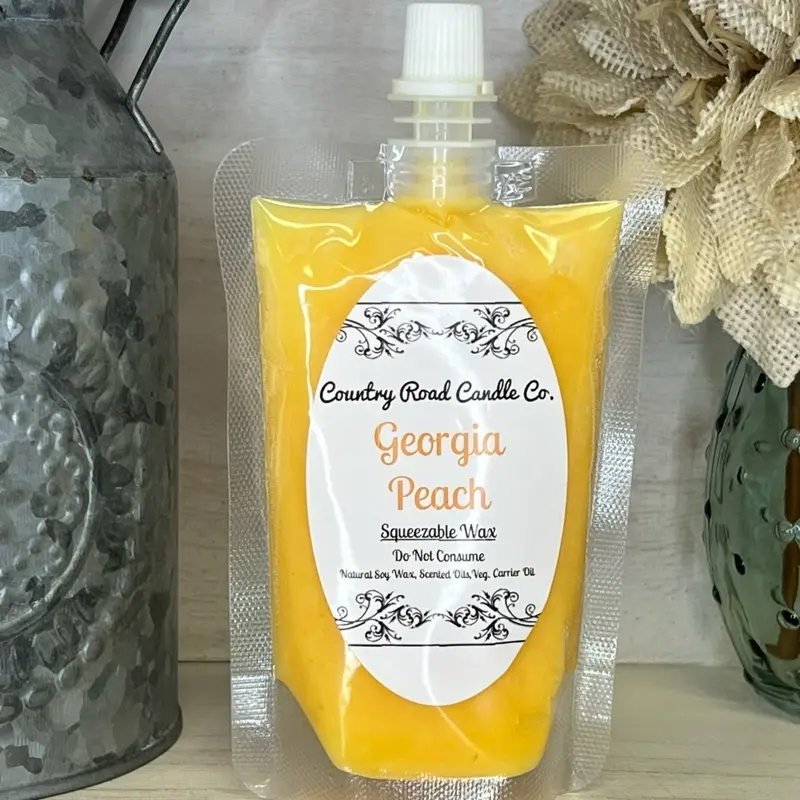 Country Road Candle Co.
Georgia
Peach
Squeezable Wax
Do Not Consume
Natural Soy Wax, Scented Oils, Veg. Carrier Oil